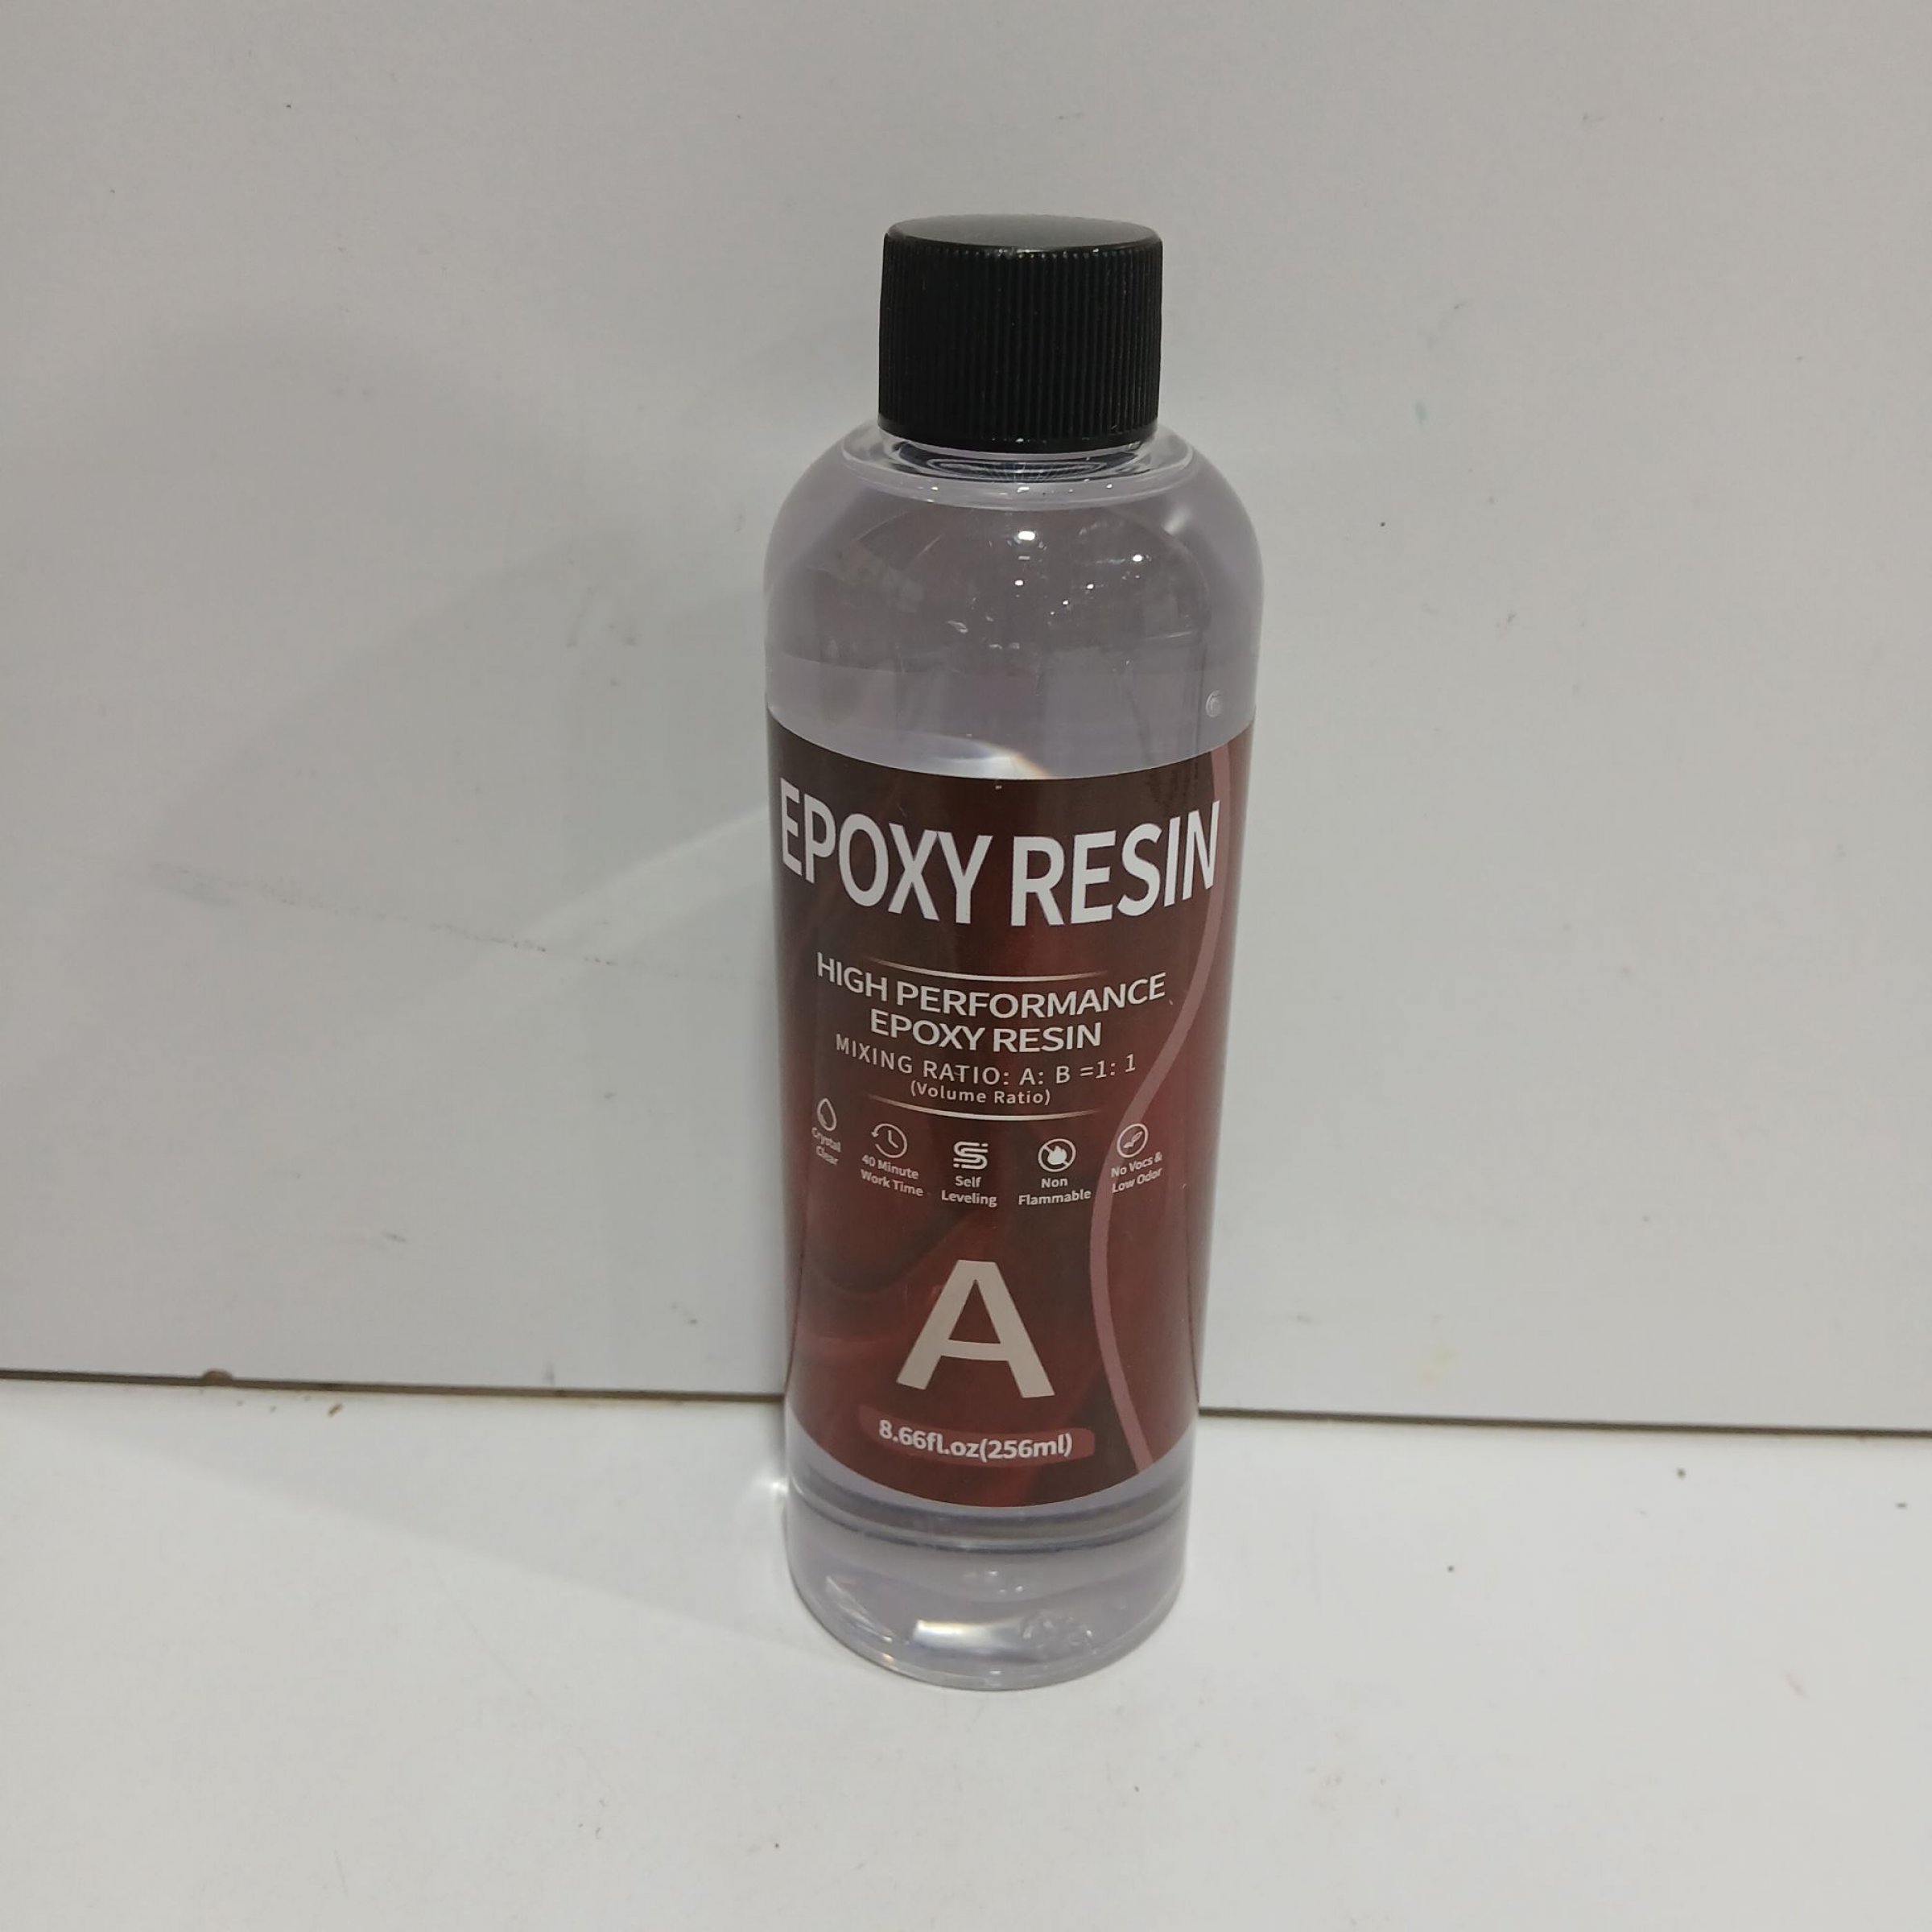 EPOXY RESIN
HIGH PERFORMANCE
EPOXY RESIN
MIXING RATIO: A: B =1: 1
(Volume Ratio)
Crystal
Clear
40 Minute
Work Time
Self
Leveling
Non
Flammable
No Vocs &
Low Odor
A
8.66fl.oz(256ml)